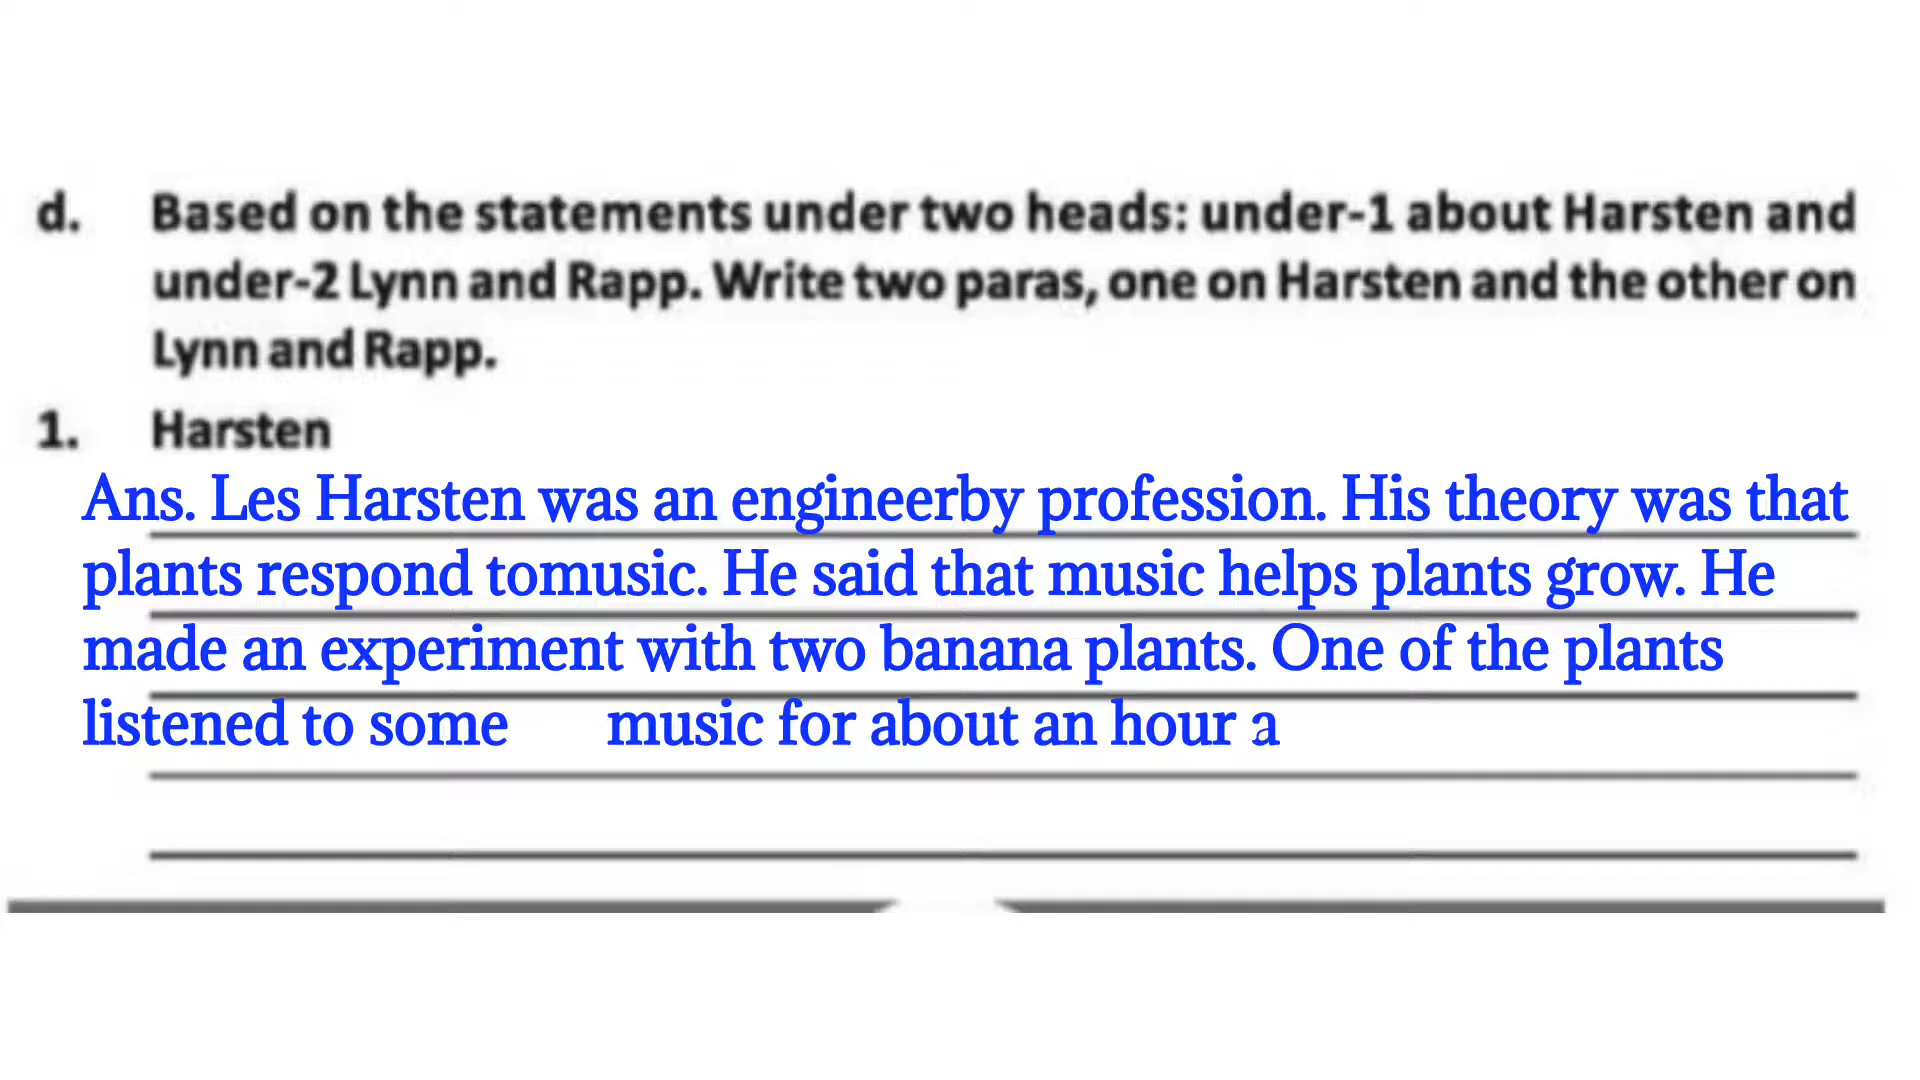 d. Based on the statements under two heads: under-1 about Harsten and
under-2 Lynn and Rapp. Write two paras, one on Harsten and the other on
Lynn and Rapp.
1. Harsten
Ans. Les Harsten was an engineerby profession. His theory was that
plants respond tomusic. He said that music helps plants grow. He
made an experiment with two banana plants. One of the plants
listened to some music for about an hour a